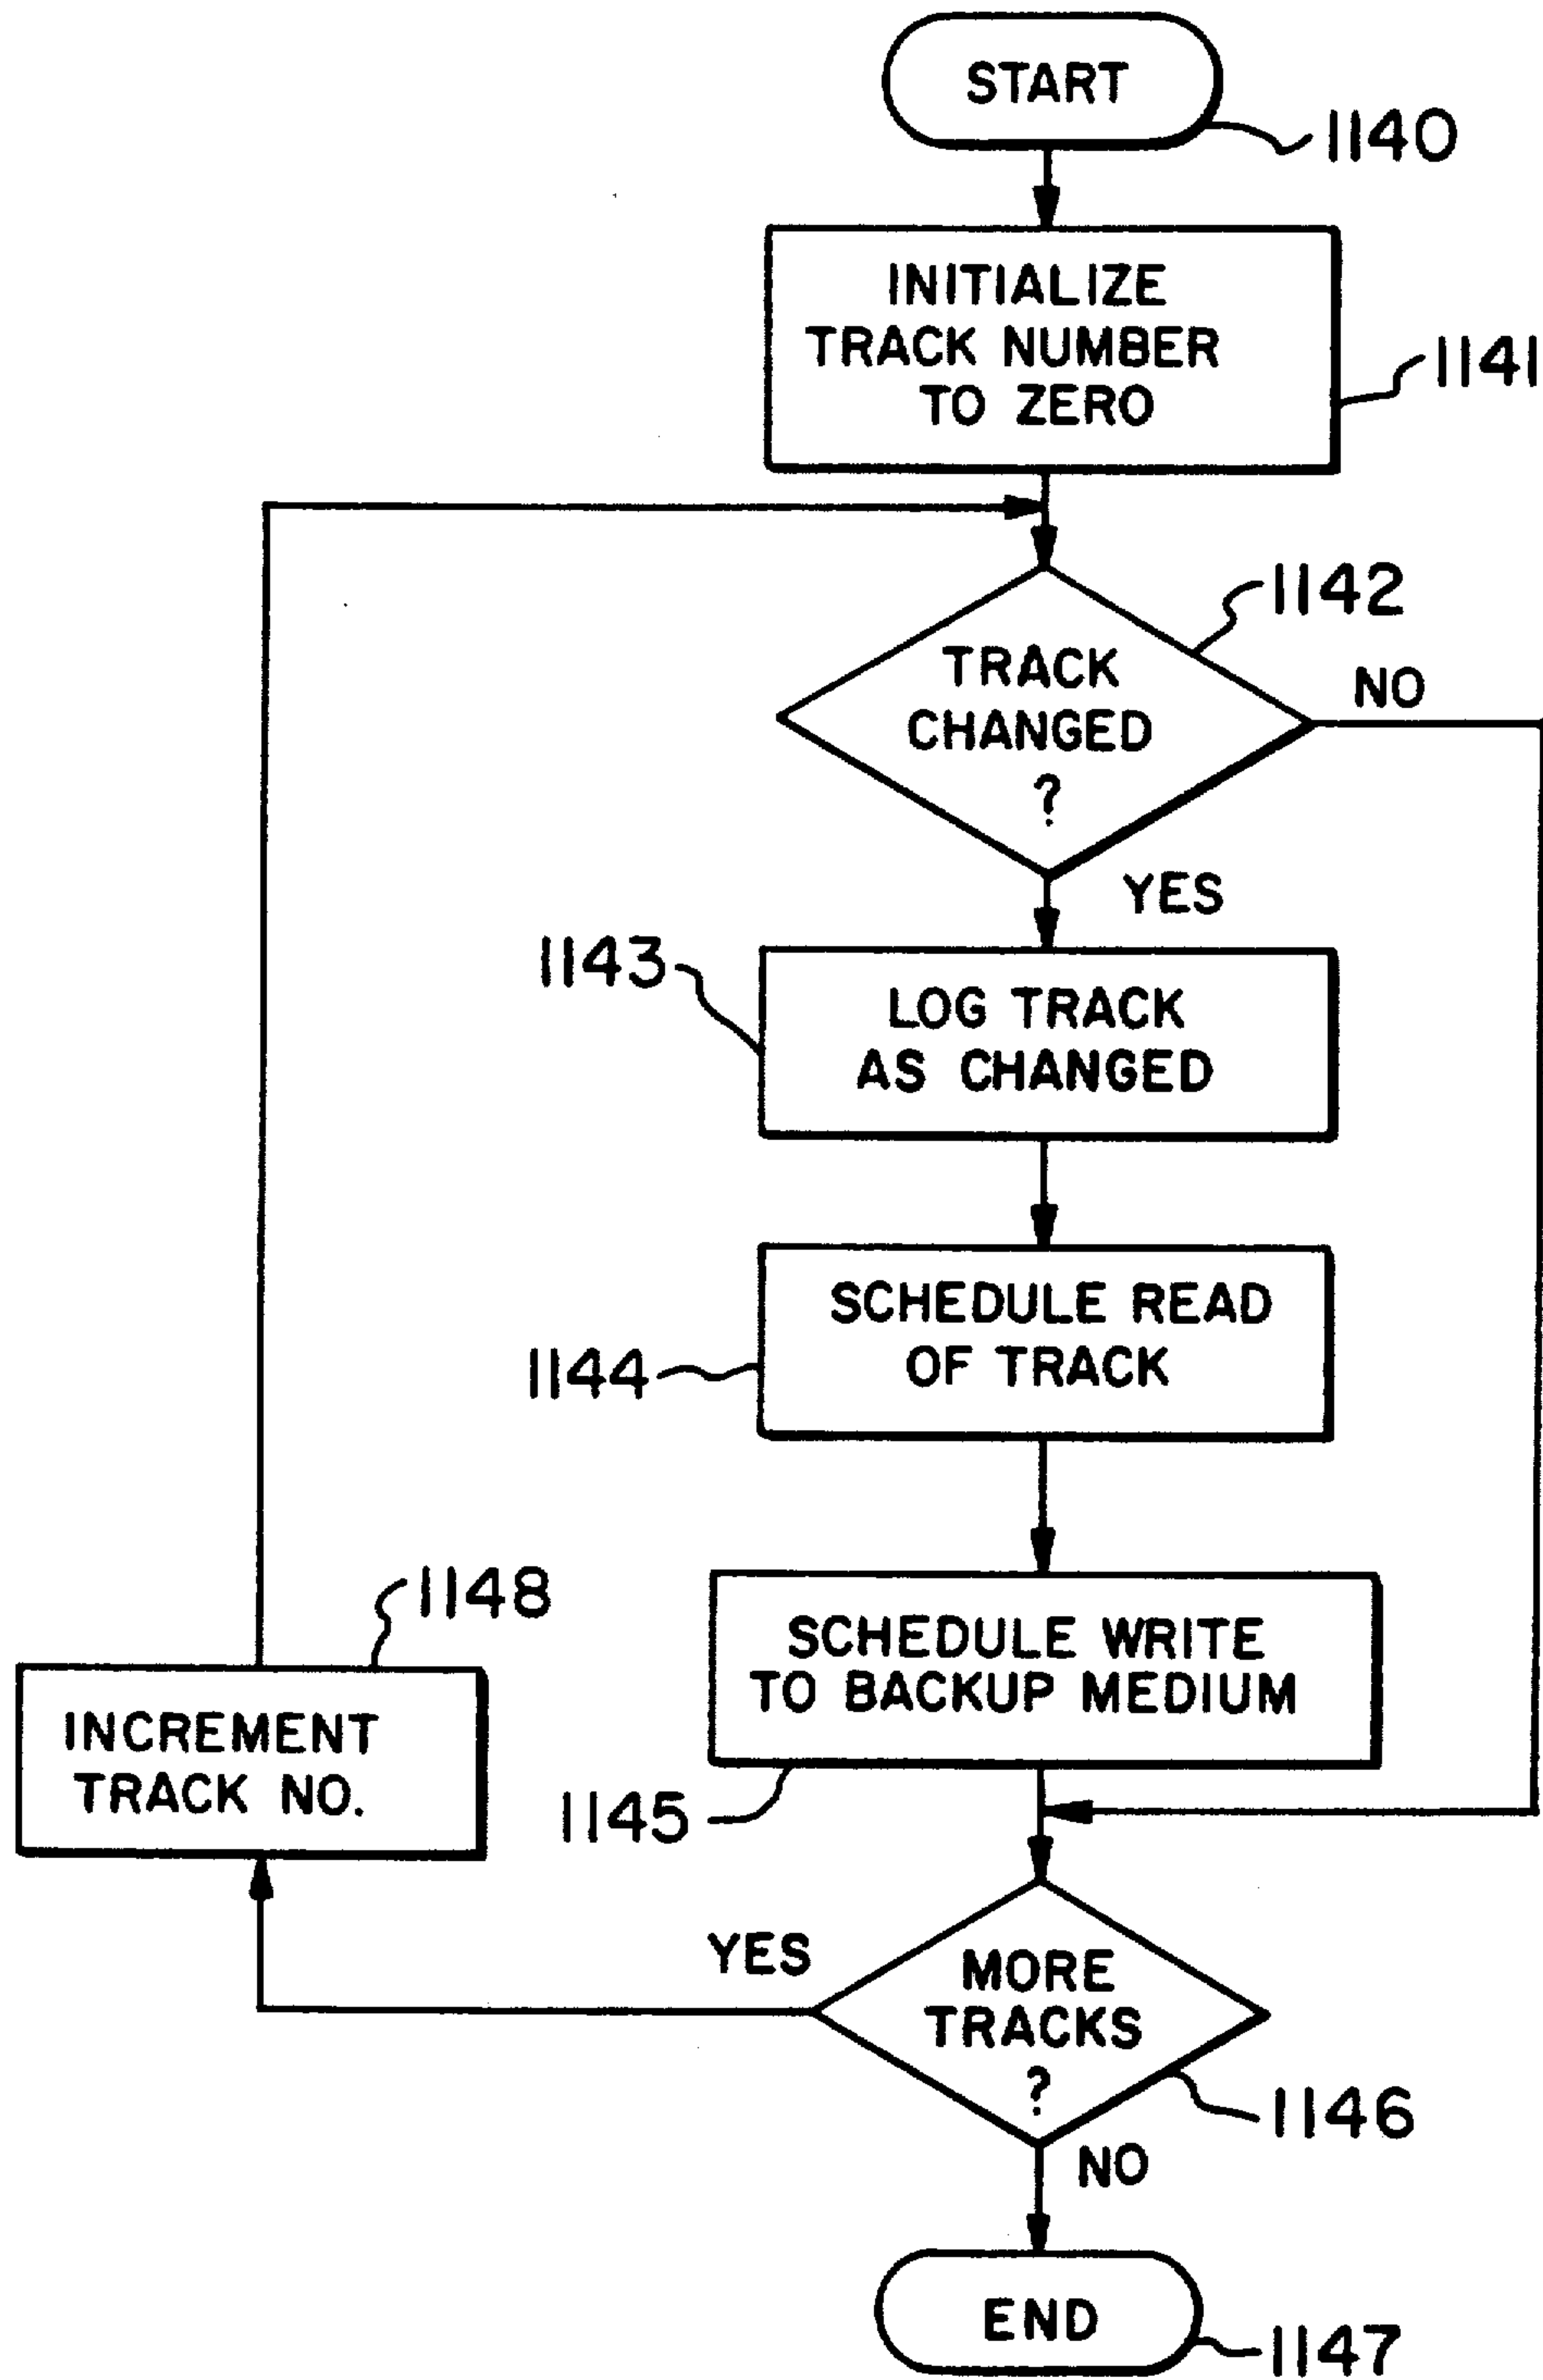 START
1140
INITIALIZE
TRACK NUMBER
TO ZERO
1141
1142
TRACK
CHANGED
?
NO
YES
1143
LOG TRACK
AS CHANGED
SCHEDULE READ
OF TRACK
1144
SCHEDULE WRITE
TO BACKUP MEDIUM
1145
1148
INCREMENT
TRACK NO.
YES
MORE
TRACKS
?
1146
NO
END
1147